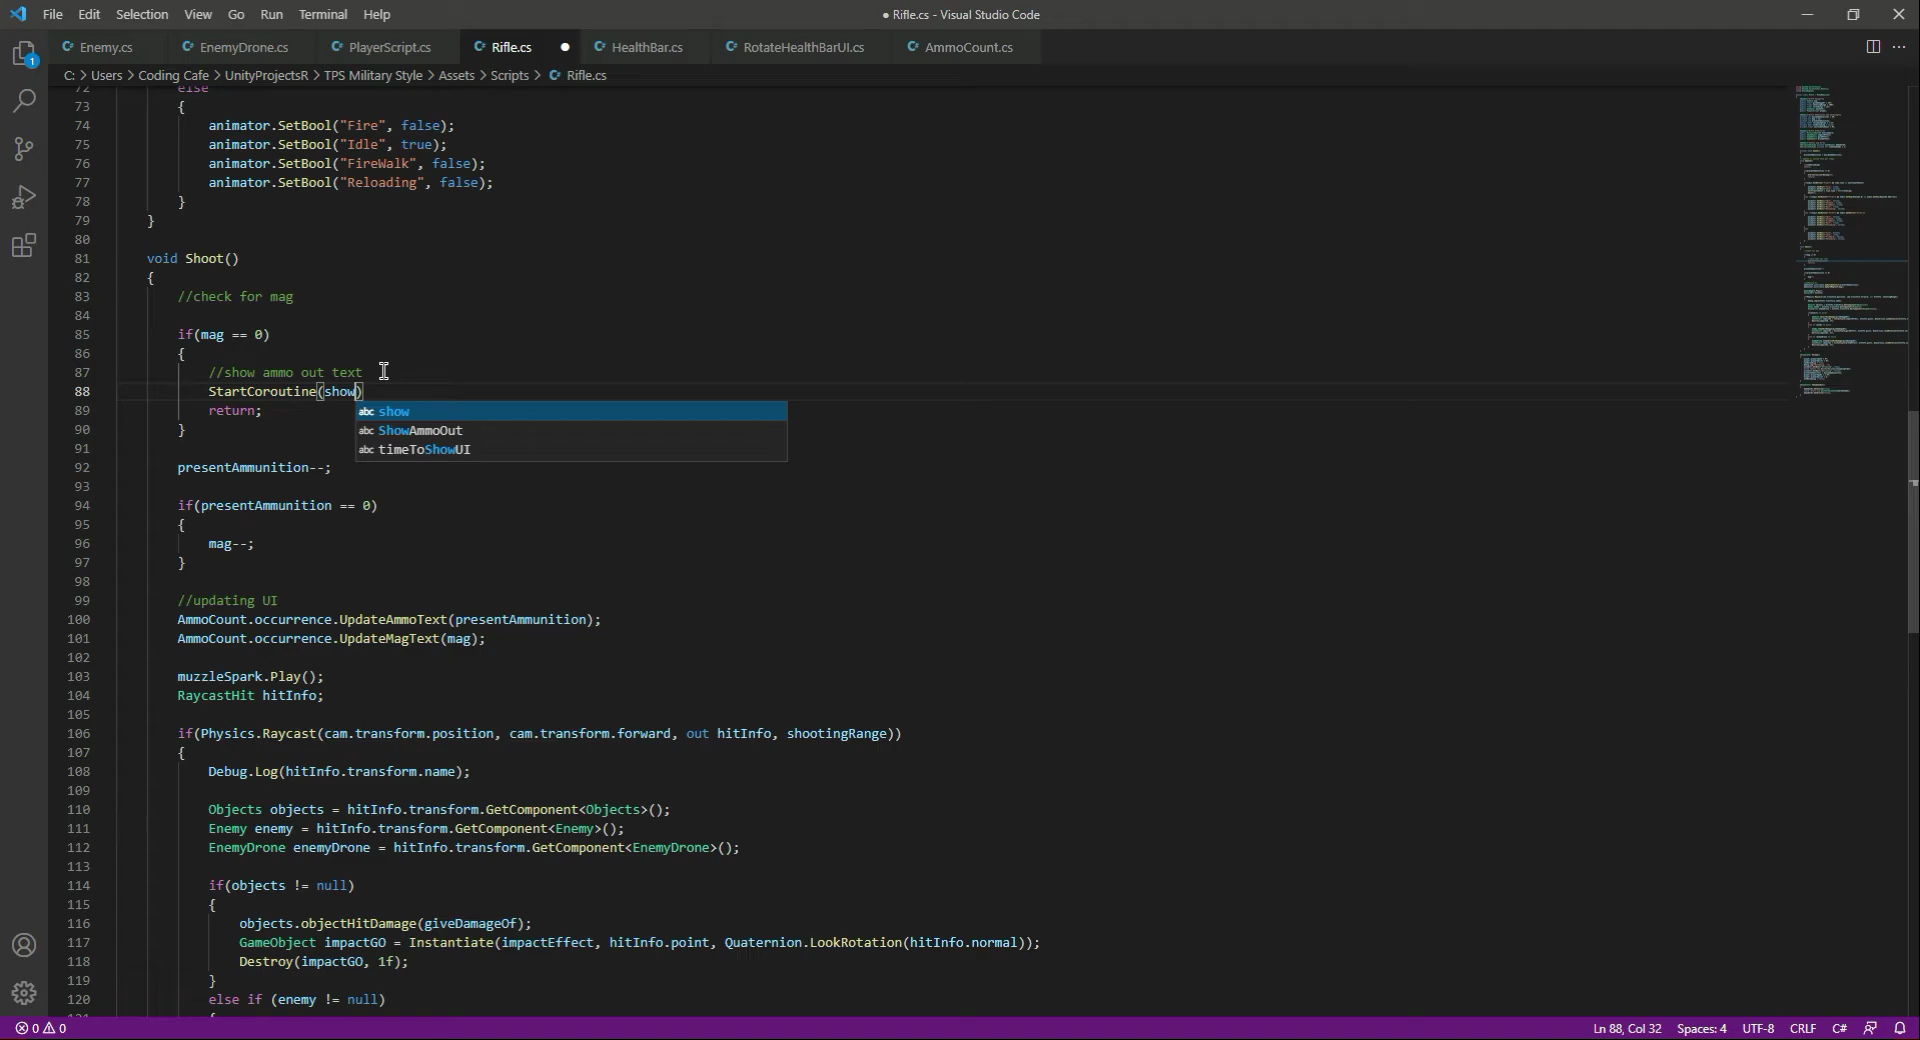 File Edit Selection View Go Run Terminal Help
● Rifle.cs - Visual Studio Code
Enemy.cs EnemyDrone.cs PlayerScript.cs Rifle.cs ● HealthBar.cs RotateHealthBarUI.cs AmmoCount.cs
C: > Users > Coding Cafe > UnityProjectsR > TPS Military Style > Assets > Scripts > Rifle.cs
1
72 else
73 {
74 animator.SetBool("Fire", false);
75 animator.SetBool("Idle", true);
76 animator.SetBool("FireWalk", false);
77 animator.SetBool("Reloading", false);
78 }
79 }
80
81 void Shoot()
82 {
83 //check for mag
84
85 if(mag == 0)
86 {
87 //show ammo out text
88 StartCoroutine(show)
89 return;
abc show
90 }
abc ShowAmmoOut
91
abc timeToShowUI
92 presentAmmunition--;
93
94 if(presentAmmunition == 0)
95 {
96 mag--;
97 }
98
99 //updating UI
100 AmmoCount.occurrence.UpdateAmmoText(presentAmmunition);
101 AmmoCount.occurrence.UpdateMagText(mag);
102
103 muzzleSpark.Play();
104 RaycastHit hitInfo;
105
106 if(Physics.Raycast(cam.transform.position, cam.transform.forward, out hitInfo, shootingRange))
107 {
108 Debug.Log(hitInfo.transform.name);
109
110 Objects objects = hitInfo.transform.GetComponent<Objects>();
111 Enemy enemy = hitInfo.transform.GetComponent<Enemy>();
112 EnemyDrone enemyDrone = hitInfo.transform.GetComponent<EnemyDrone>();
113
114 if(objects != null)
115 {
116 objects.objectHitDamage(giveDamageOf);
117 GameObject impactGO = Instantiate(impactEffect, hitInfo.point, Quaternion.LookRotation(hitInfo.normal));
118 Destroy(impactGO, 1f);
119 }
120 else if (enemy != null)
121 {
0 0 Ln 88, Col 32 Spaces: 4 UTF-8 CRLF C#